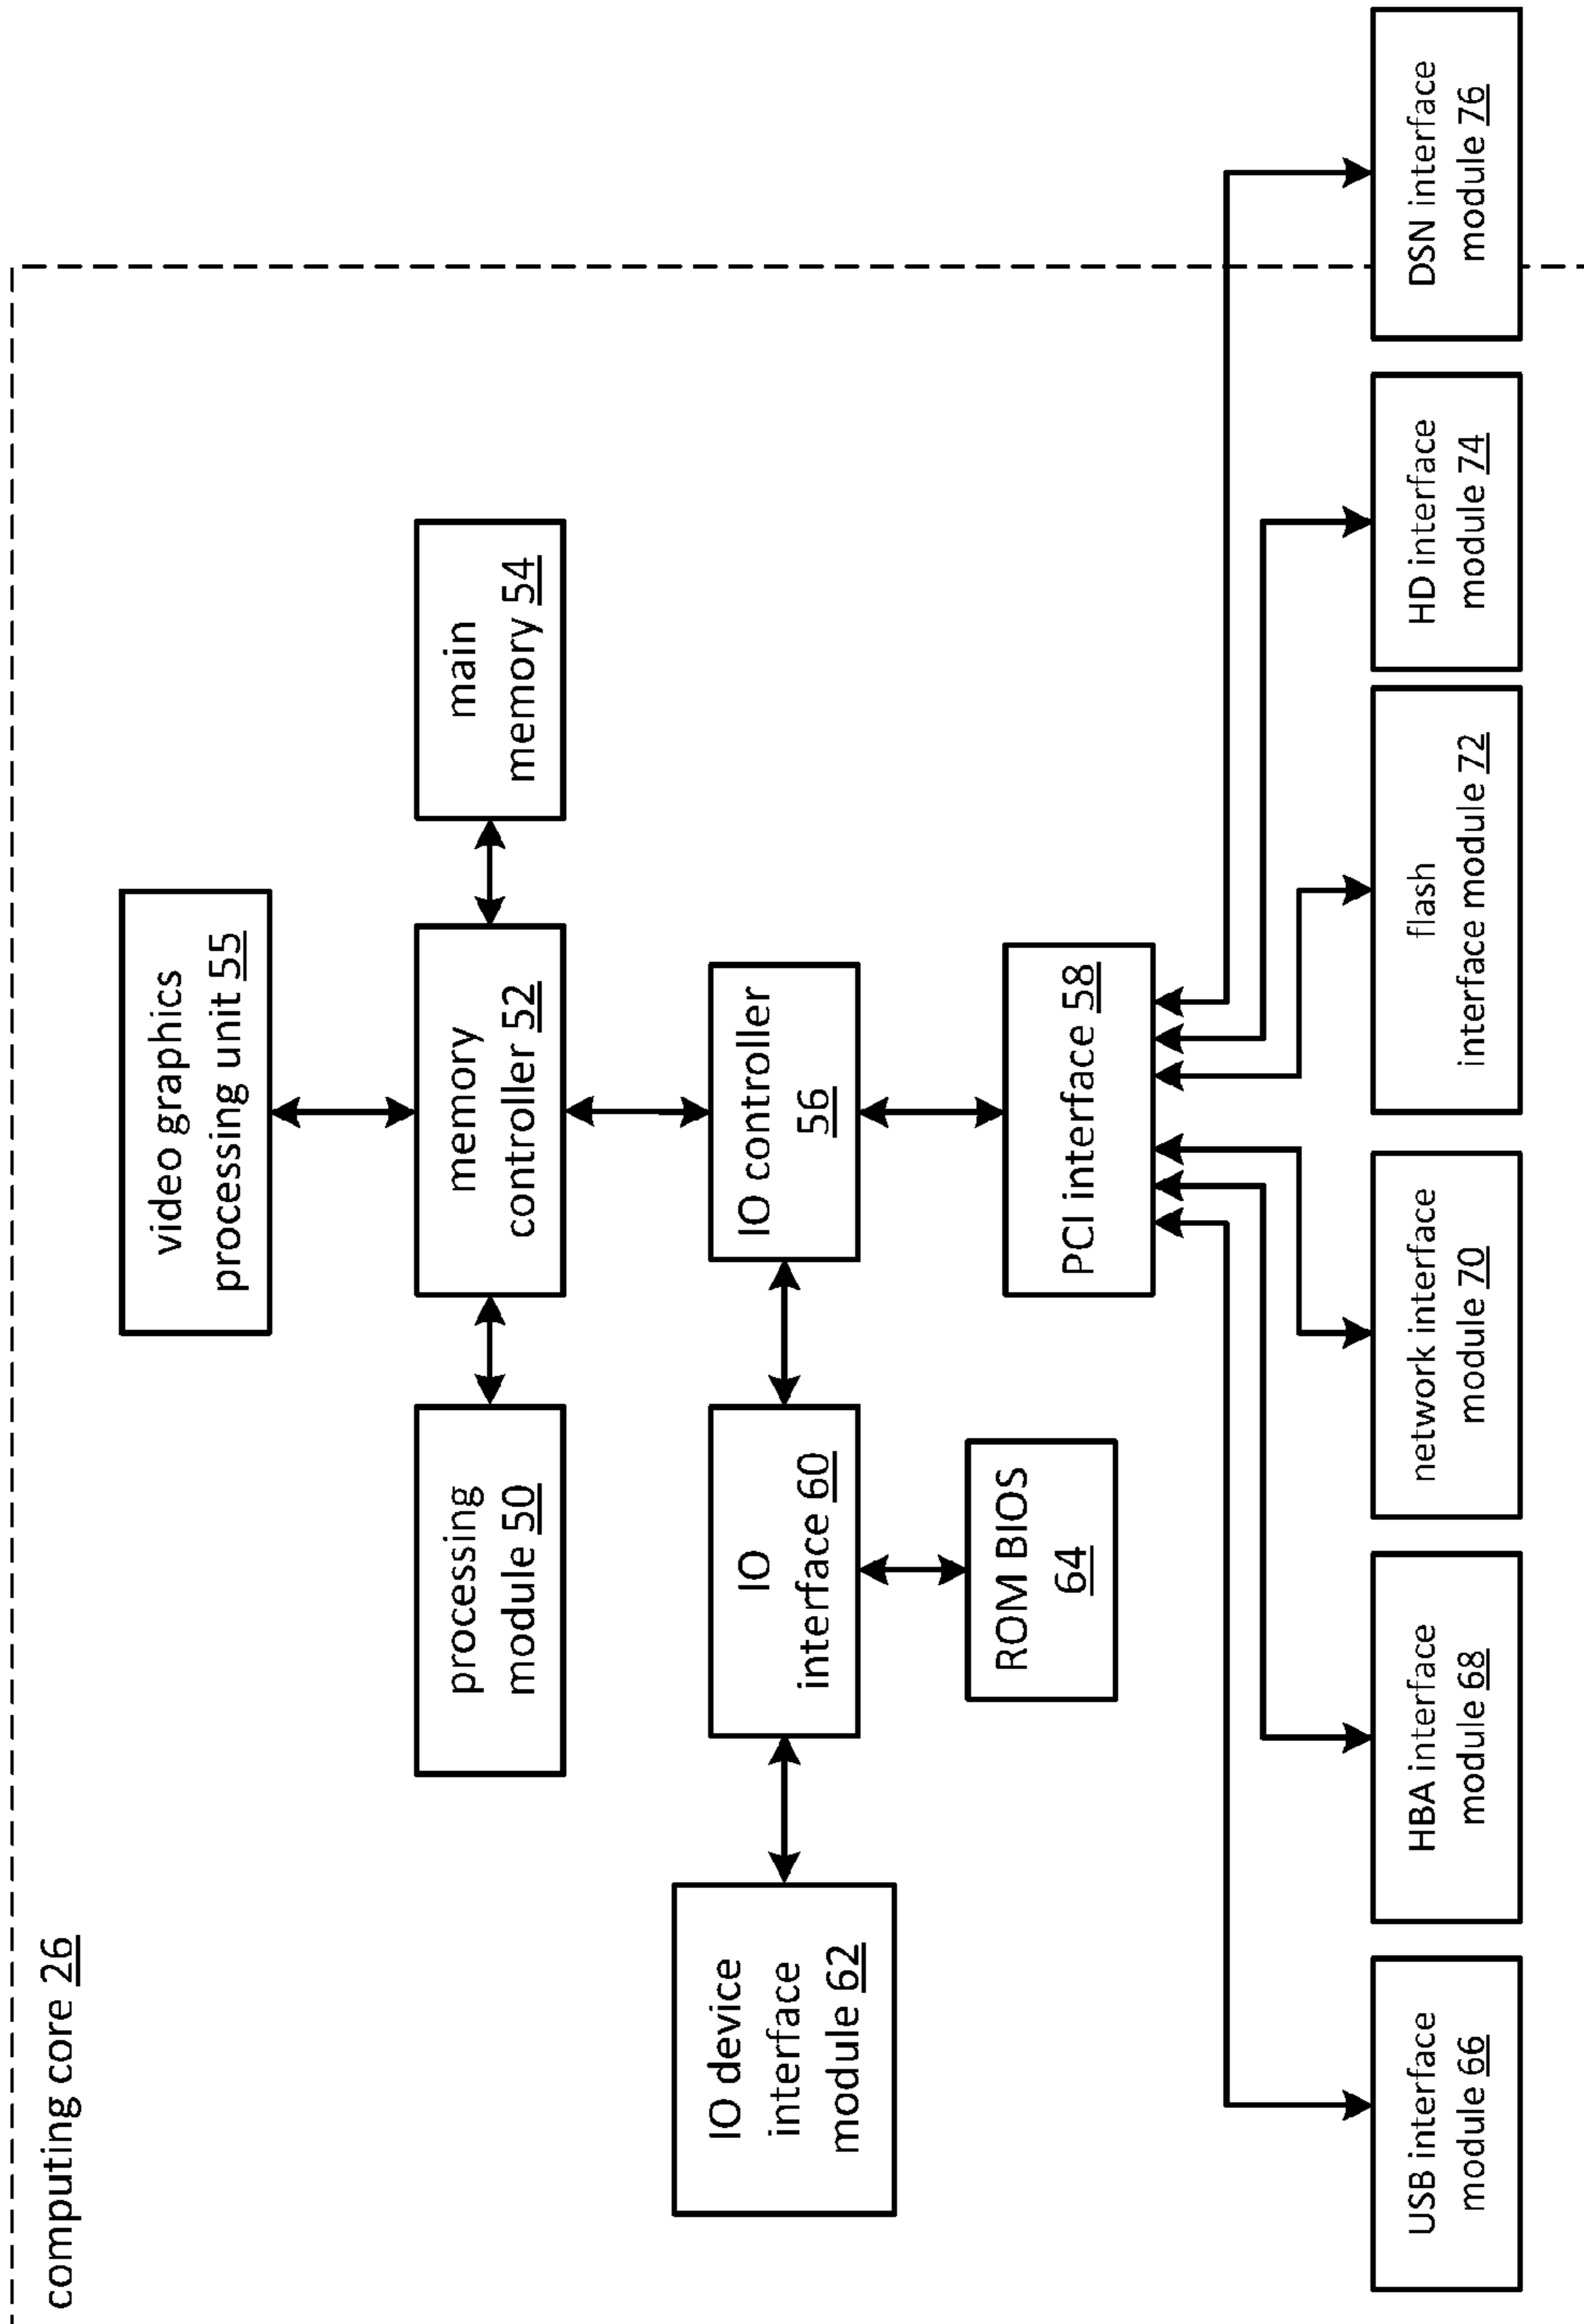 computing core 26
video graphics
processing unit 55
processing
module 50
memory
controller 52
main
memory 54
IO device
interface
module 62
IO
interface 60
IO controller
56
ROM BIOS
64
PCI interface 58
USB interface
module 66
HBA interface
module 68
network interface
module 70
flash
interface module 72
HD interface
module 74
DSN interface
module 76